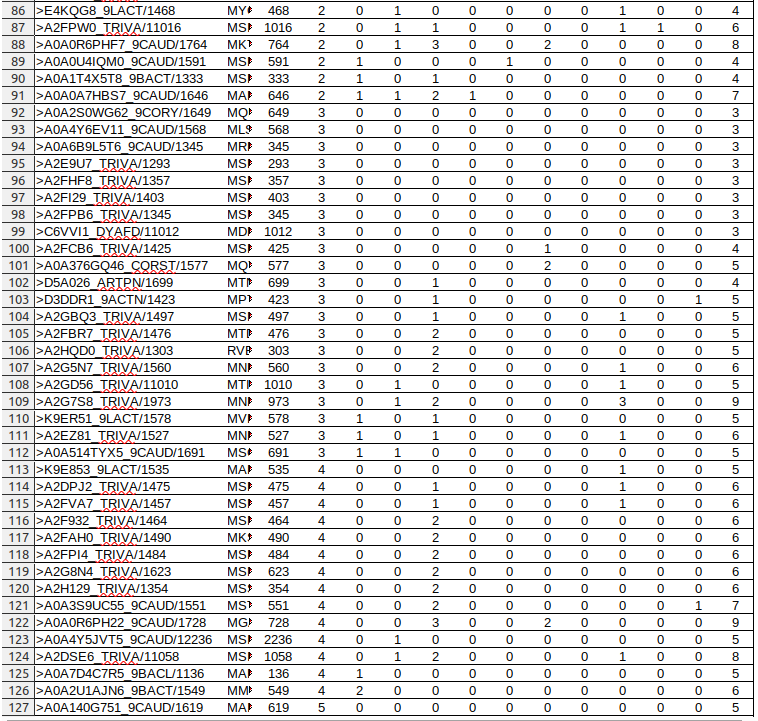 86 >E4KQG8_9LACT/1468 MY 468 2 0 1 0 0 0 0 0 1 0 0 4
87 >A2FPW0_TRIVA/11016 MS 1016 2 0 1 1 0 0 0 0 1 1 0 6
88 >A0A0R6PHF7_9CAUD/1764 MK 764 2 0 1 3 0 0 2 0 0 0 0 8
89 >A0A0U4IQM0_9CAUD/1591 MS 591 2 1 0 0 0 1 0 0 0 0 0 4
90 >A0A1T4X5T8_9BACT/1333 MS 333 2 1 0 1 0 0 0 0 0 0 0 4
91 >A0A0A7HBS7_9CAUD/1646 MA 646 2 1 1 2 1 0 0 0 0 0 0 7
92 >A0A2S0WG62_9CORY/1649 MQ 649 3 0 0 0 0 0 0 0 0 0 0 3
93 >A0A4Y6EV11_9CAUD/1568 ML 568 3 0 0 0 0 0 0 0 0 0 0 3
94 >A0A6B9L5T6_9CAUD/1345 MR 345 3 0 0 0 0 0 0 0 0 0 0 3
95 >A2E9U7_TRIVA/1293 MS 293 3 0 0 0 0 0 0 0 0 0 0 3
96 >A2FHF8_TRIVA/1357 MS 357 3 0 0 0 0 0 0 0 0 0 0 3
97 >A2FI29_TRIVA/1403 MS 403 3 0 0 0 0 0 0 0 0 0 0 3
98 >A2FPB6_TRIVA/1345 MS 345 3 0 0 0 0 0 0 0 0 0 0 3
99 >C6VVI1_DYAFD/11012 MD 1012 3 0 0 0 0 0 0 0 0 0 0 3
100 >A2FCB6_TRIVA/1425 MS 425 3 0 0 0 0 0 1 0 0 0 0 4
101 >A0A376GQ46_CORST/1577 MQ 577 3 0 0 0 0 0 2 0 0 0 0 5
102 >D5A026_ARTPN/1699 MT 699 3 0 0 1 0 0 0 0 0 0 0 4
103 >D3DDR1_9ACTN/1423 MP 423 3 0 0 1 0 0 0 0 0 0 1 5
104 >A2GBQ3_TRIVA/1497 MS 497 3 0 0 1 0 0 0 0 1 0 0 5
105 >A2FBR7_TRIVA/1476 MT 476 3 0 0 2 0 0 0 0 0 0 0 5
106 >A2HQD0_TRIVA/1303 RV 303 3 0 0 2 0 0 0 0 0 0 0 5
107 >A2G5N7_TRIVA/1560 MN 560 3 0 0 2 0 0 0 0 1 0 0 6
108 >A2GD56_TRIVA/11010 MT 1010 3 0 1 0 0 0 0 0 1 0 0 5
109 >A2G7S8_TRIVA/1973 MN 973 3 0 1 2 0 0 0 0 3 0 0 9
110 >K9ER51_9LACT/1578 MV 578 3 1 0 1 0 0 0 0 0 0 0 5
111 >A2EZ81_TRIVA/1527 MN 527 3 1 0 1 0 0 0 0 1 0 0 6
112 >A0A514TYX5_9CAUD/1691 MS 691 3 1 1 0 0 0 0 0 0 0 0 5
113 >K9E853_9LACT/1535 MA 535 4 0 0 0 0 0 0 0 1 0 0 5
114 >A2DPJ2_TRIVA/1475 MS 475 4 0 0 1 0 0 0 0 1 0 0 6
115 >A2FVA7_TRIVA/1457 MS 457 4 0 0 1 0 0 0 0 1 0 0 6
116 >A2F932_TRIVA/1464 MS 464 4 0 0 2 0 0 0 0 0 0 0 6
117 >A2FAH0_TRIVA/1490 MK 490 4 0 0 2 0 0 0 0 0 0 0 6
118 >A2FPI4_TRIVA/1484 MS 484 4 0 0 2 0 0 0 0 0 0 0 6
119 >A2G8N4_TRIVA/1623 MS 623 4 0 0 2 0 0 0 0 0 0 0 6
120 >A2H129_TRIVA/1354 MS 354 4 0 0 2 0 0 0 0 0 0 0 6
121 >A0A3S9UC55_9CAUD/1551 MS 551 4 0 0 2 0 0 0 0 0 0 1 7
122 >A0A0R6PH22_9CAUD/1728 MG 728 4 0 0 3 0 0 2 0 0 0 0 9
123 >A0A4Y5JVT5_9CAUD/12236 MS 2236 4 0 1 0 0 0 0 0 0 0 0 5
124 >A2DSE6_TRIVA/11058 MS 1058 4 0 1 2 0 0 0 0 1 0 0 8
125 >A0A7D4C7R5_9BACL/1136 MA 136 4 1 0 0 0 0 0 0 0 0 0 5
126 >A0A2U1AJN6_9BACT/1549 MM 549 4 2 0 0 0 0 0 0 0 0 0 6
127 >A0A140G751_9CAUD/1619 MA 619 5 0 0 0 0 0 0 0 0 0 0 5